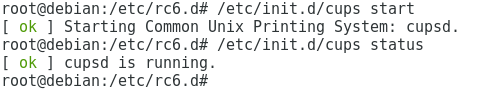 root@debian:/etc/rc6.d# /etc/init.d/cups start
[ ok ] Starting Common Unix Printing System: cupsd.
root@debian:/etc/rc6.d# /etc/init.d/cups status
[ ok ] cupsd is running.
root@debian:/etc/rc6.d#